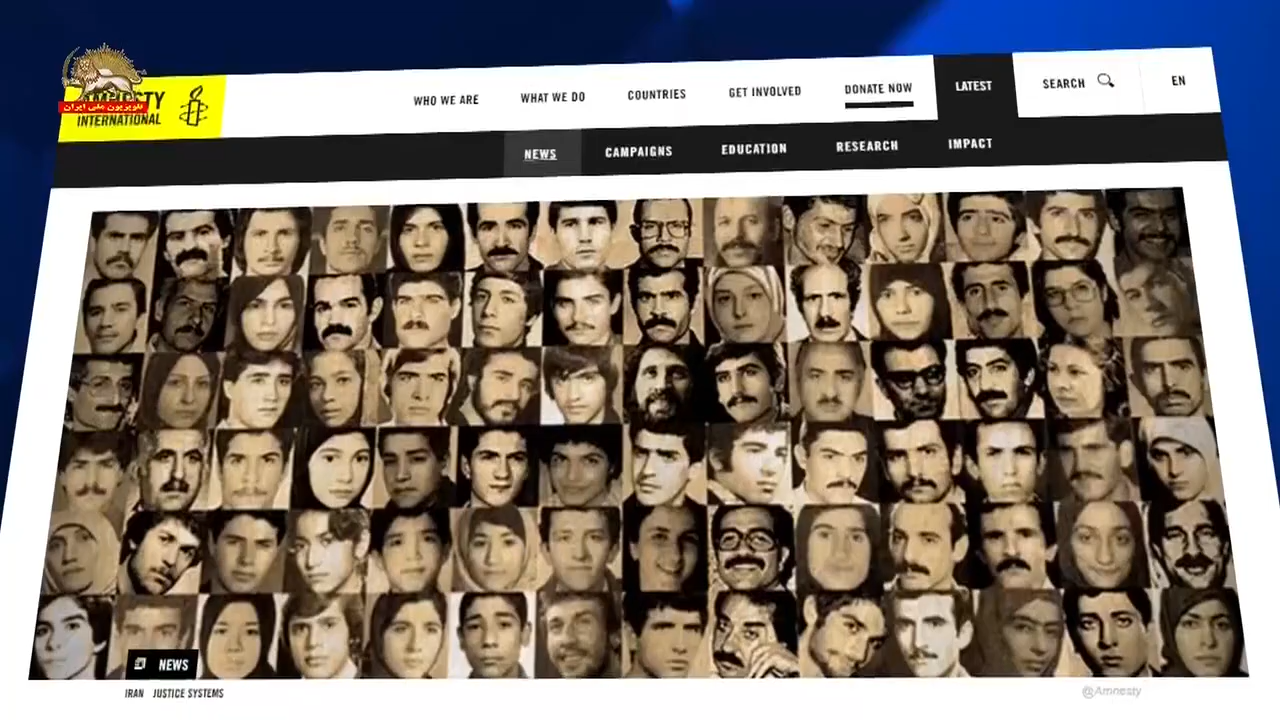 AMNESTY
INTERNATIONAL
تلویزیون ملی ایران
WHO WE ARE
WHAT WE DO
COUNTRIES
GET INVOLVED
DONATE NOW
LATEST
SEARCH
EN
NEWS
CAMPAIGNS
EDUCATION
RESEARCH
IMPACT
NEWS
IRAN JUSTICE SYSTEMS
@Amnesty